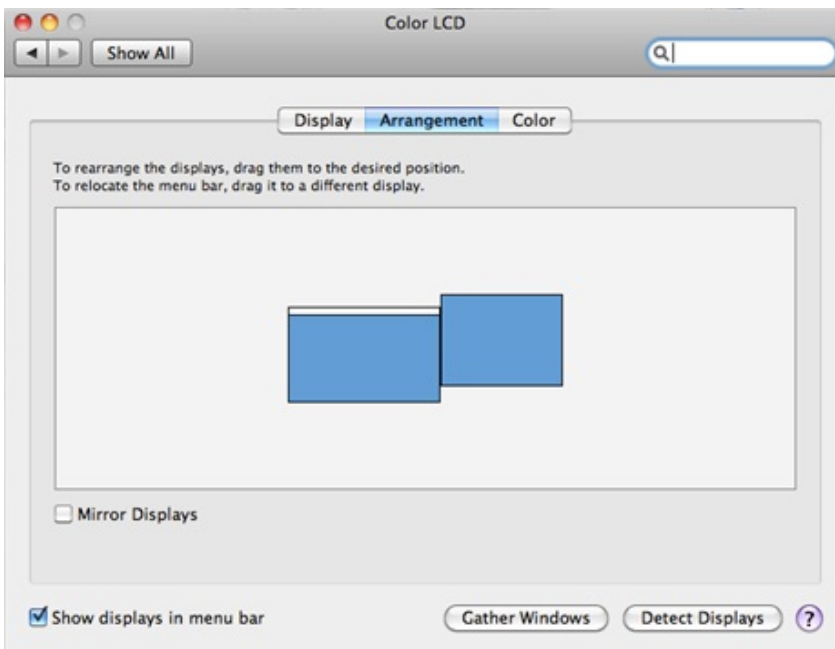 Color LCD
Show All
Display Arrangement Color
To rearrange the displays, drag them to the desired position.
To relocate the menu bar, drag it to a different display.
Mirror Displays
Show displays in menu bar Gather Windows Detect Displays ?